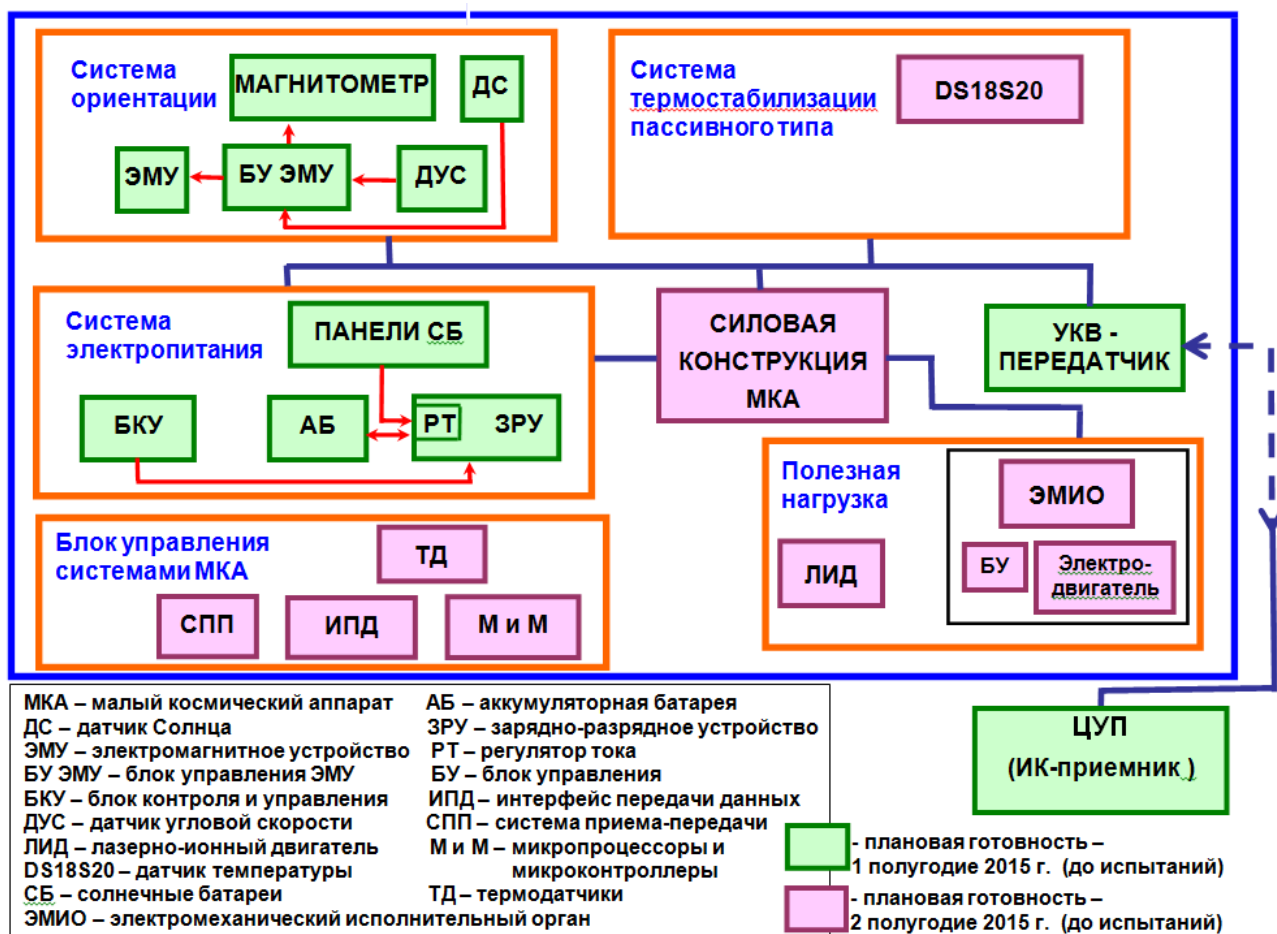 Система
ориентации
МАГНИТОМЕТР
ДС
ЭМУ
БУ ЭМУ
ДУС
Система
термостабилизации
пассивного типа
DS18S20
Система
электропитания
ПАНЕЛИ СБ
БКУ
АБ
РТ
ЗРУ
СИЛОВАЯ
КОНСТРУКЦИЯ
МКА
УКВ -
ПЕРЕДАТЧИК
Полезная
нагрузка
ЭМИО
ЛИД
БУ
Электро-
двигатель
Блок управления
системами МКА
ТД
СПП
ИПД
М и М
ЦУП
(ИК-приемник )
МКА – малый космический аппарат
ДС – датчик Солнца
ЭМУ – электромагнитное устройство
БУ ЭМУ – блок управления ЭМУ
БКУ – блок контроля и управления
ДУС – датчик угловой скорости
ЛИД – лазерно-ионный двигатель
DS18S20 – датчик температуры
СБ – солнечные батареи
ЭМИО – электромеханический исполнительный орган
АБ – аккумуляторная батарея
ЗРУ – зарядно-разрядное устройство
РТ – регулятор тока
БУ – блок управления
ИПД – интерфейс передачи данных
СПП – система приема-передачи
М и М – микропроцессоры и
микроконтроллеры
ТД – термодатчики
- плановая готовность –
1 полугодие 2015 г. (до испытаний)
- плановая готовность –
2 полугодие 2015 г. (до испытаний)